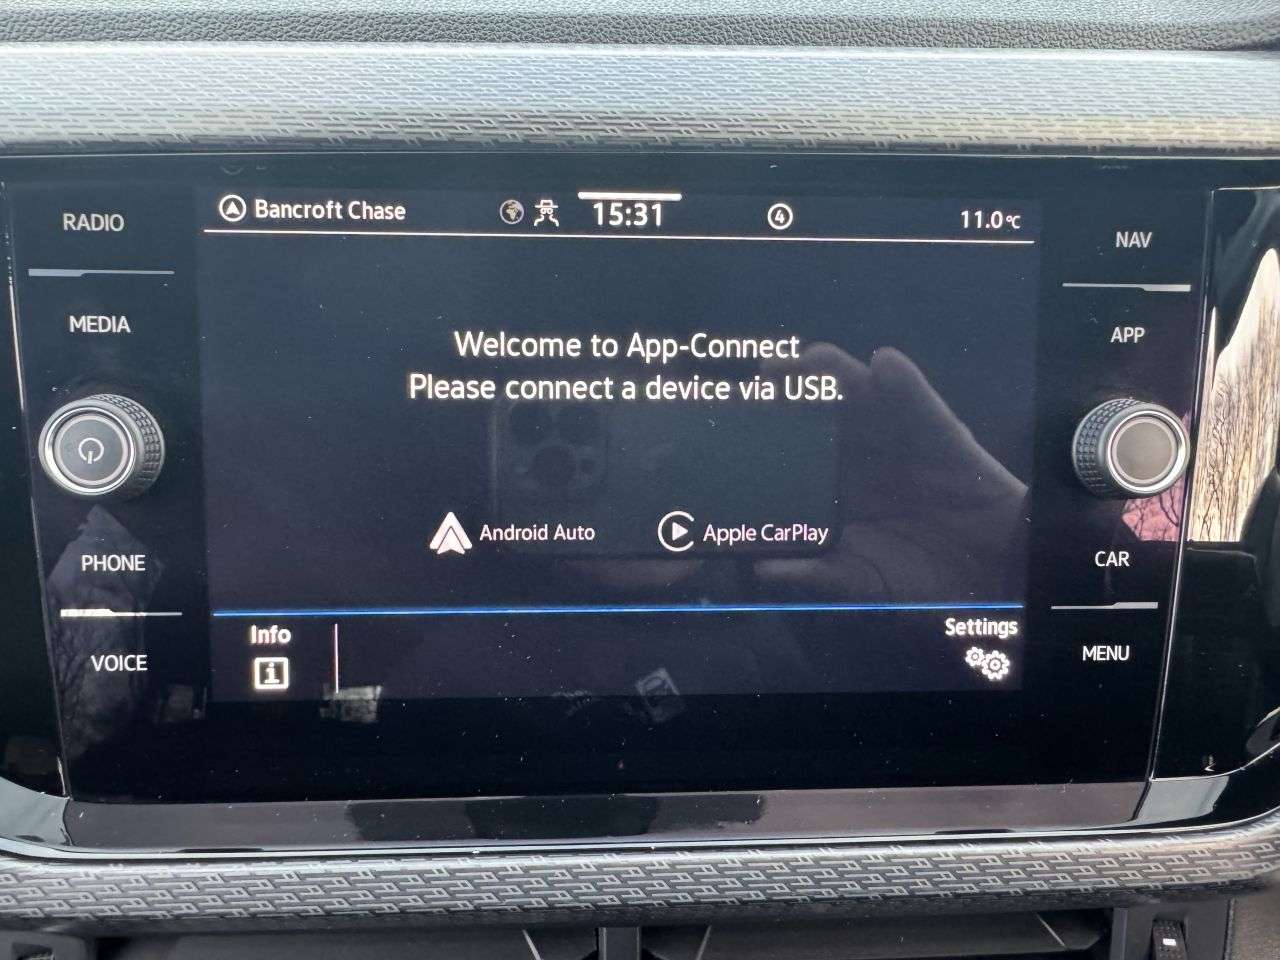 RADIO
MEDIA
PHONE
VOICE
Bancroft Chase
15:31
4
11.0°C
Welcome to App-Connect
Please connect a device via USB.
Android Auto
Apple CarPlay
Info
i
Settings
NAV
APP
CAR
MENU